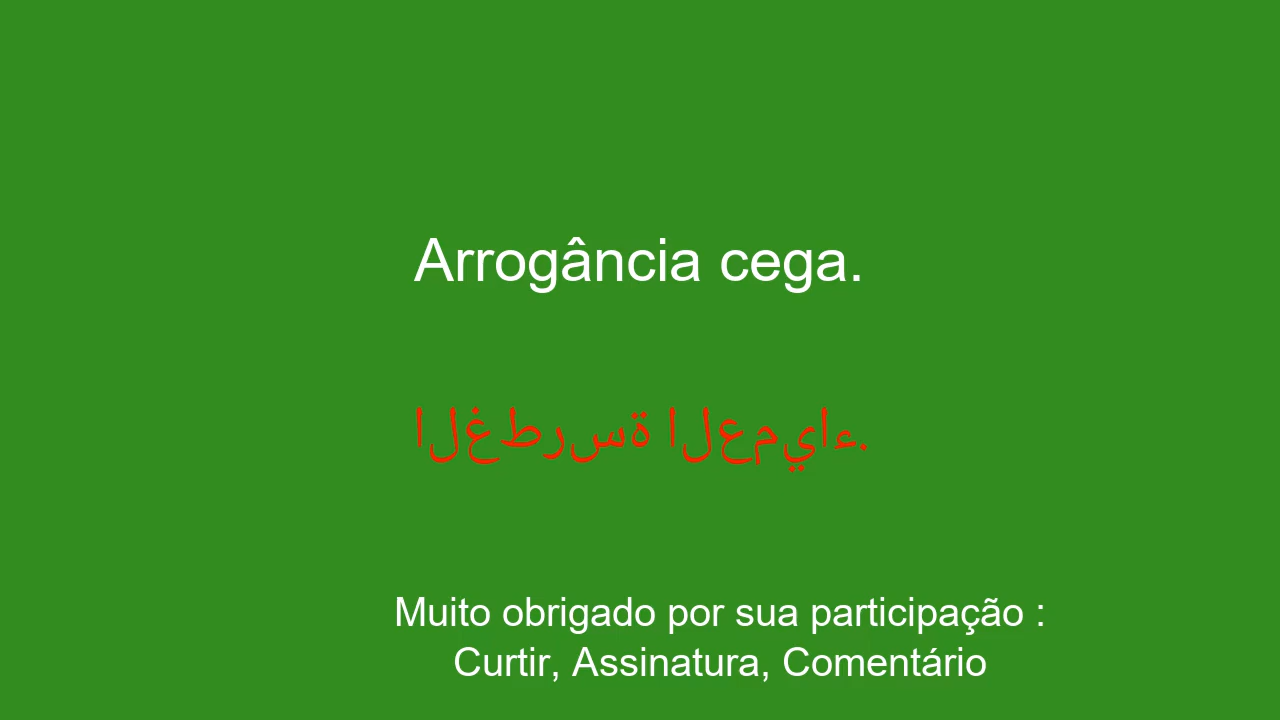 Arrogância cega.
الغطرسة العمياء.
Muito obrigado por sua participação :
Curtir, Assinatura, Comentário